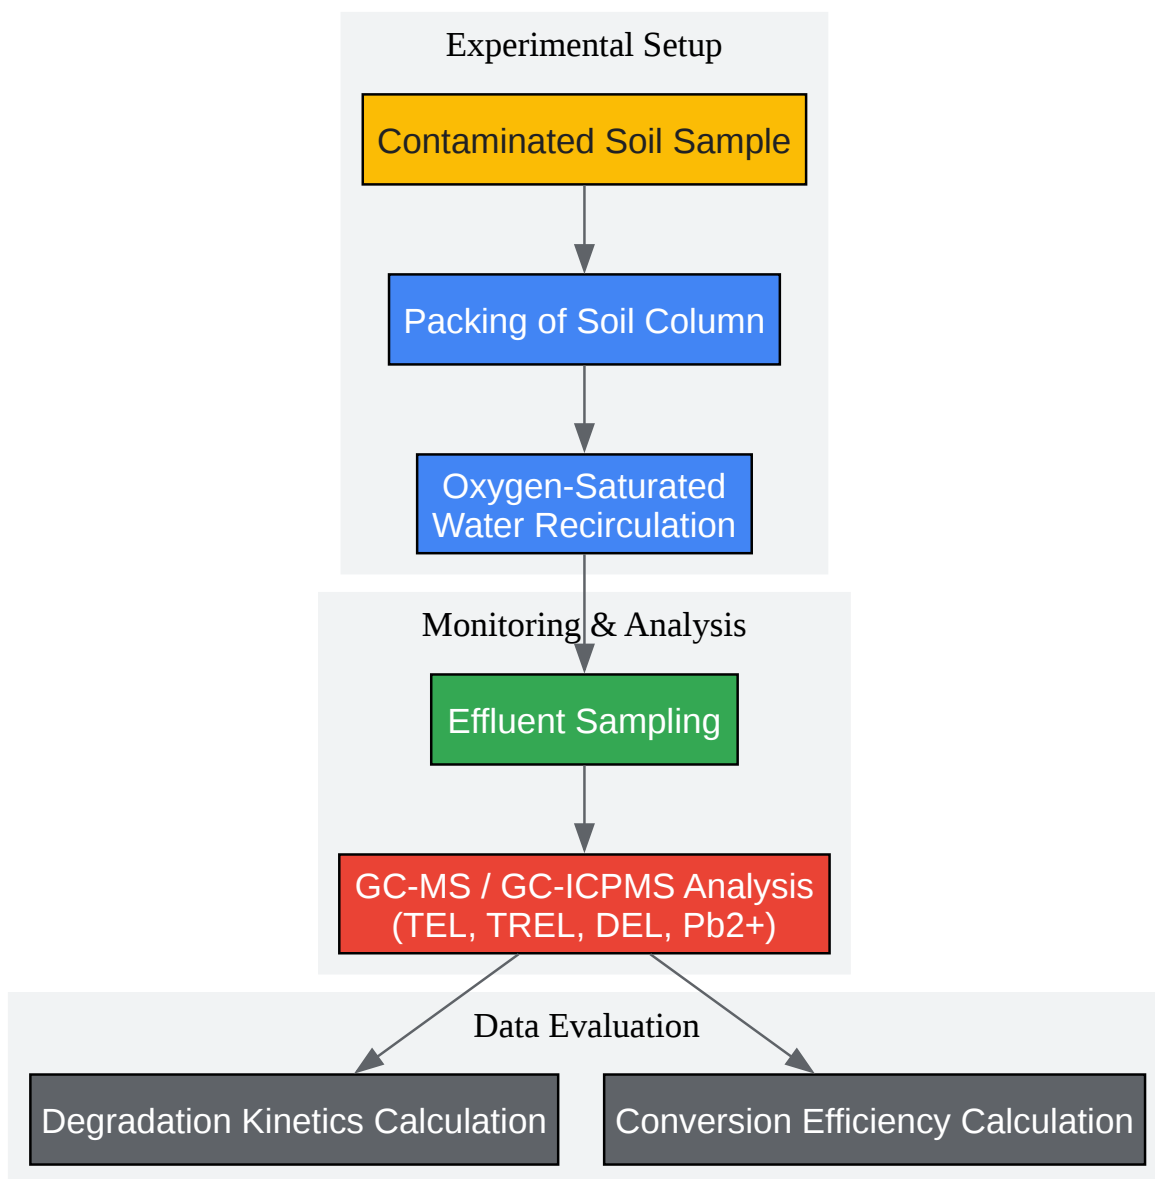 Experimental Setup
Contaminated Soil Sample
Packing of Soil Column
Oxygen-Saturated
Water Recirculation
Monitoring & Analysis
Effluent Sampling
GC-MS / GC-ICPMS Analysis
(TEL, TREL, DEL, Pb2+)
Data Evaluation
Degradation Kinetics Calculation
Conversion Efficiency Calculation